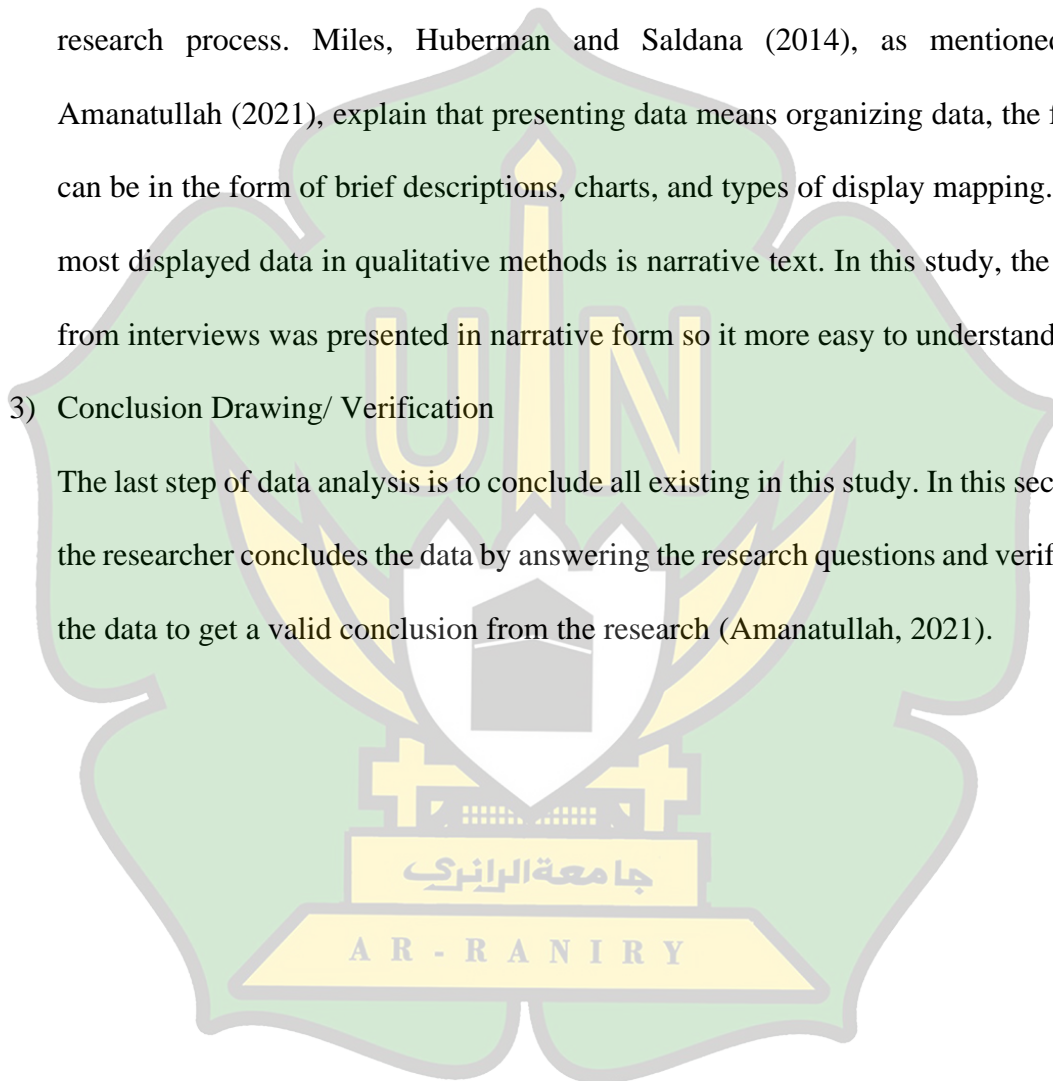 research process. Miles, Huberman and Saldana (2014), as mentioned
Amanatullah (2021), explain that presenting data means organizing data, the
can be in the form of brief descriptions, charts, and types of display mapping.
most displayed data in qualitative methods is narrative text. In this study, the
from interviews was presented in narrative form so it more easy to understand
3) Conclusion Drawing/ Verification
The last step of data analysis is to conclude all existing in this study. In this sec
the researcher concludes the data by answering the research questions and verif
the data to get a valid conclusion from the research (Amanatullah, 2021).
UIN
جامعة الرانري
AR-RANIRY